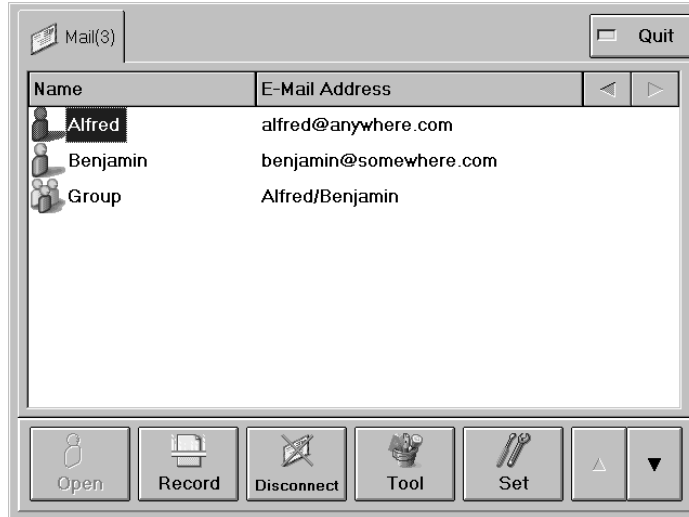 Mail(3)
Quit
Name E-Mail Address
Alfred alfred@anywhere.com
Benjamin benjamin@somewhere.com
Group Alfred/Benjamin
Open Record Disconnect Tool Set